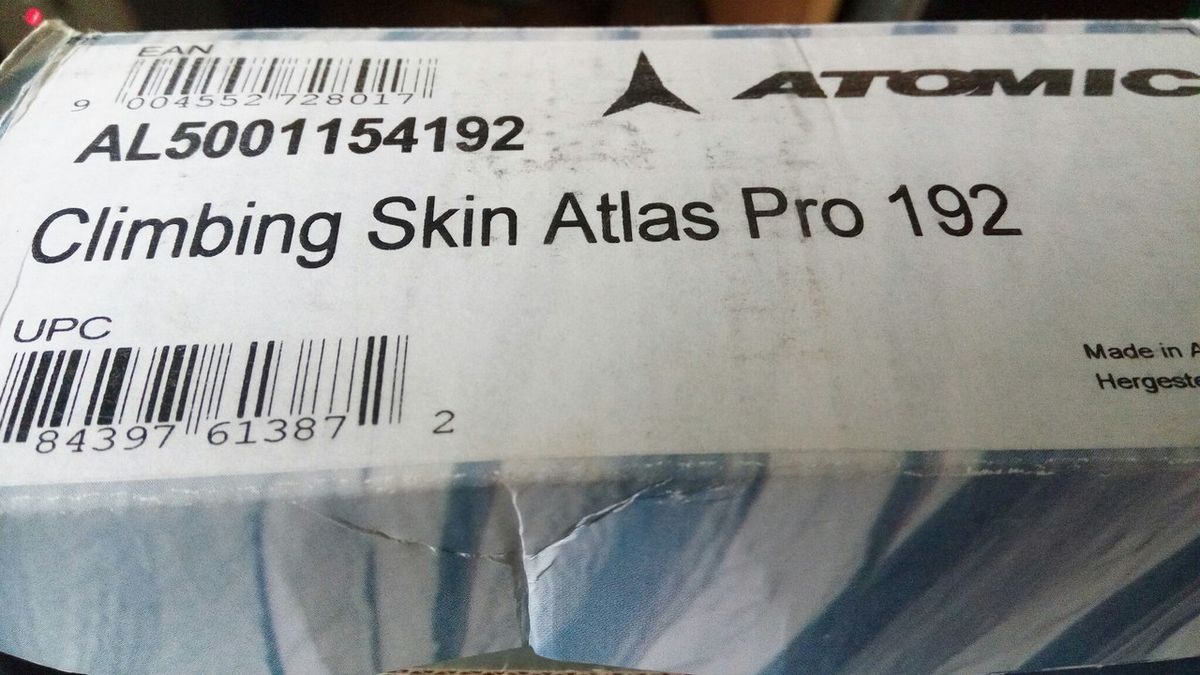 EAN
9 004552 728017
ATOMIC
AL5001154192
Climbing Skin Atlas Pro 192
UPC
84397 61387 2
Made in